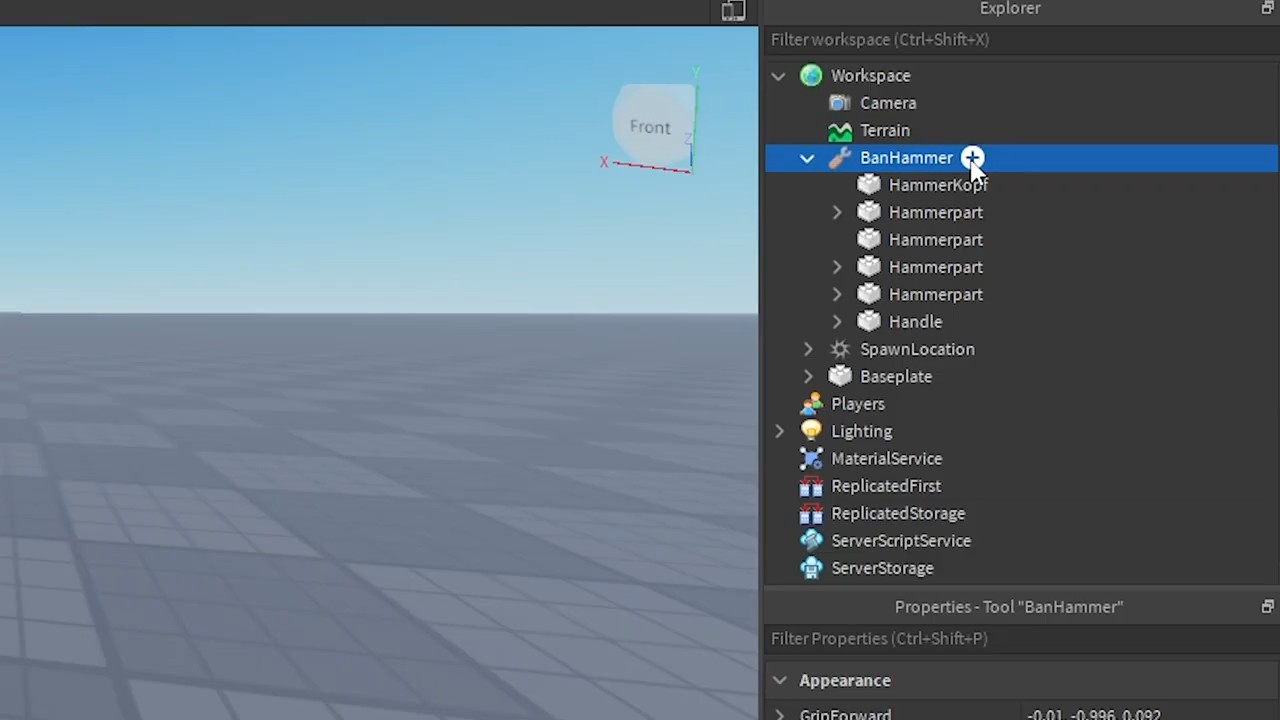 Explorer
Filter workspace (Ctrl+Shift+X)
Workspace
Camera
Terrain
BanHammer
HammerKopf
Hammerpart
Hammerpart
Hammerpart
Hammerpart
Handle
SpawnLocation
Baseplate
Players
Lighting
MaterialService
ReplicatedFirst
ReplicatedStorage
ServerScriptService
ServerStorage
Properties - Tool "BanHammer"
Filter Properties (Ctrl+Shift+P)
Appearance
GripForward -0.01, -0.996, 0.092
Y
Front
Z
X